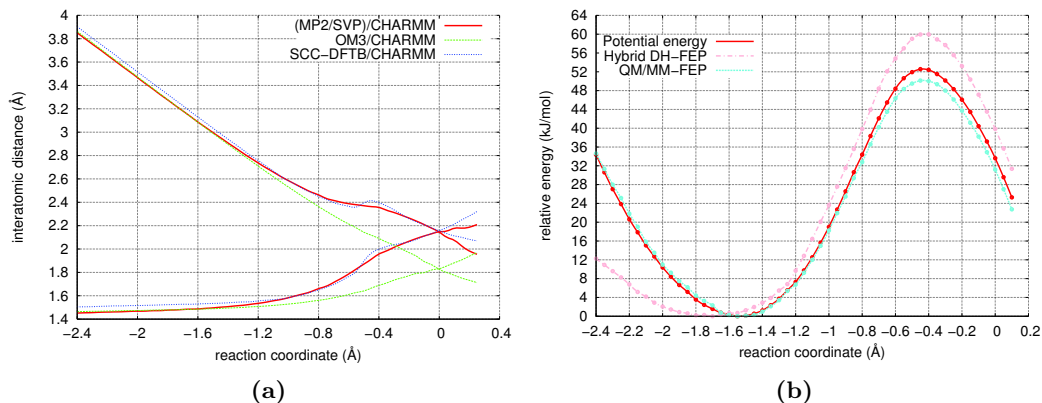 (MP2/SVP)/CHARMM
OM3/CHARMM
SCC-DFTB/CHARMM
interatomic distance (Å)
4
3.8
3.6
3.4
3.2
3
2.8
2.6
2.4
2.2
2
1.8
1.6
1.4
-2.4 -2 -1.6 -1.2 -0.8 -0.4 0 0.4
reaction coordinate (Å)
(a)
Potential energy
Hybrid DH-FEP
QM/MM-FEP
relative energy (kJ/mol)
64
60
56
52
48
44
40
36
32
28
24
20
16
12
8
4
0
-2.4 -2.2 -2 -1.8 -1.6 -1.4 -1.2 -1 -0.8 -0.6 -0.4 -0.2 0 0.2
reaction coordinate (Å)
(b)